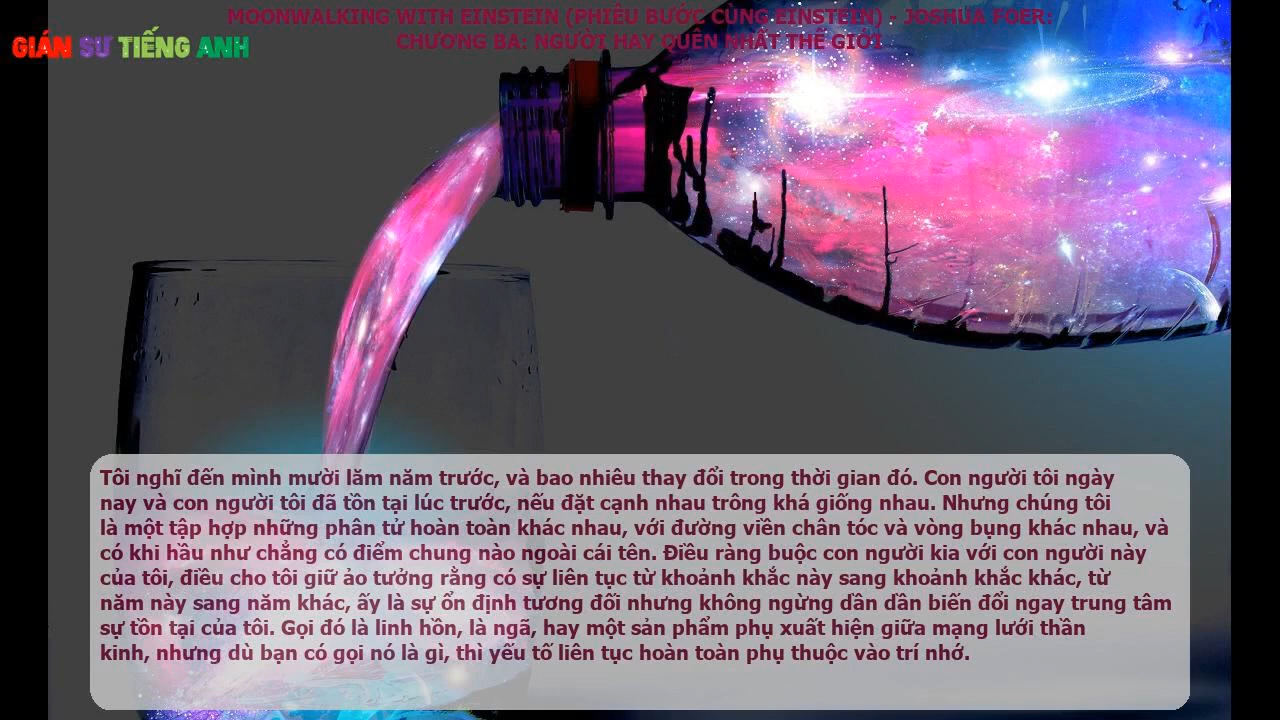 MOONWALKING WITH EINSTEIN (PHIÊU BƯỚC CÙNG EINSTEIN) - JOSHUA FOER:
CHƯƠNG BA: NGƯỜI HAY QUÊN NHẤT THẾ GIỚI
GIÁN SƯ TIẾNG ANH
Tôi nghĩ đến mình mười lăm năm trước, và bao nhiêu thay đổi trong thời gian đó. Con người tôi ngày
nay và con người tôi đã tồn tại lúc trước, nếu đặt cạnh nhau trông khá giống nhau. Nhưng chúng tôi
là một tập hợp những phân tử hoàn toàn khác nhau, với đường viền chân tóc và vòng bụng khác nhau, và
có khi hầu như chẳng có điểm chung nào ngoài cái tên. Điều ràng buộc con người kia với con người này
của tôi, điều cho tôi giữ ảo tưởng rằng có sự liên tục từ khoảnh khắc này sang khoảnh khắc khác, từ
năm này sang năm khác, ấy là sự ổn định tương đối nhưng không ngừng dần dần biến đổi ngay trung tâm
sự tồn tại của tôi. Gọi đó là linh hồn, là ngã, hay một sản phẩm phụ xuất hiện giữa mạng lưới thần
kinh, nhưng dù bạn có gọi nó là gì, thì yếu tố liên tục hoàn toàn phụ thuộc vào trí nhớ.